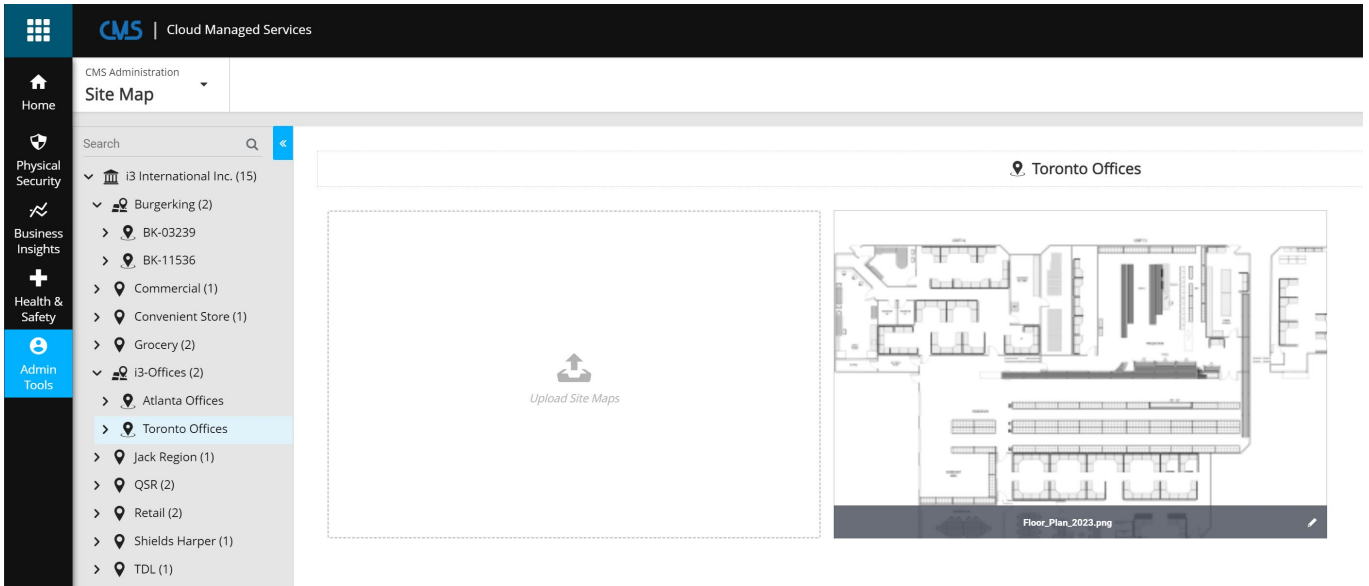 CMS | Cloud Managed Services
CMS Administration
Site Map
Home
Physical
Security
Business
Insights
Health &
Safety
Admin
Tools
Search
i3 International Inc. (15)
Burgerking (2)
BK-03239
BK-11536
Commercial (1)
Convenient Store (1)
Grocery (2)
i3-Offices (2)
Atlanta Offices
Toronto Offices
Jack Region (1)
QSR (2)
Retail (2)
Shields Harper (1)
TDL (1)
Toronto Offices
Upload Site Maps
Floor_Plan_2023.png